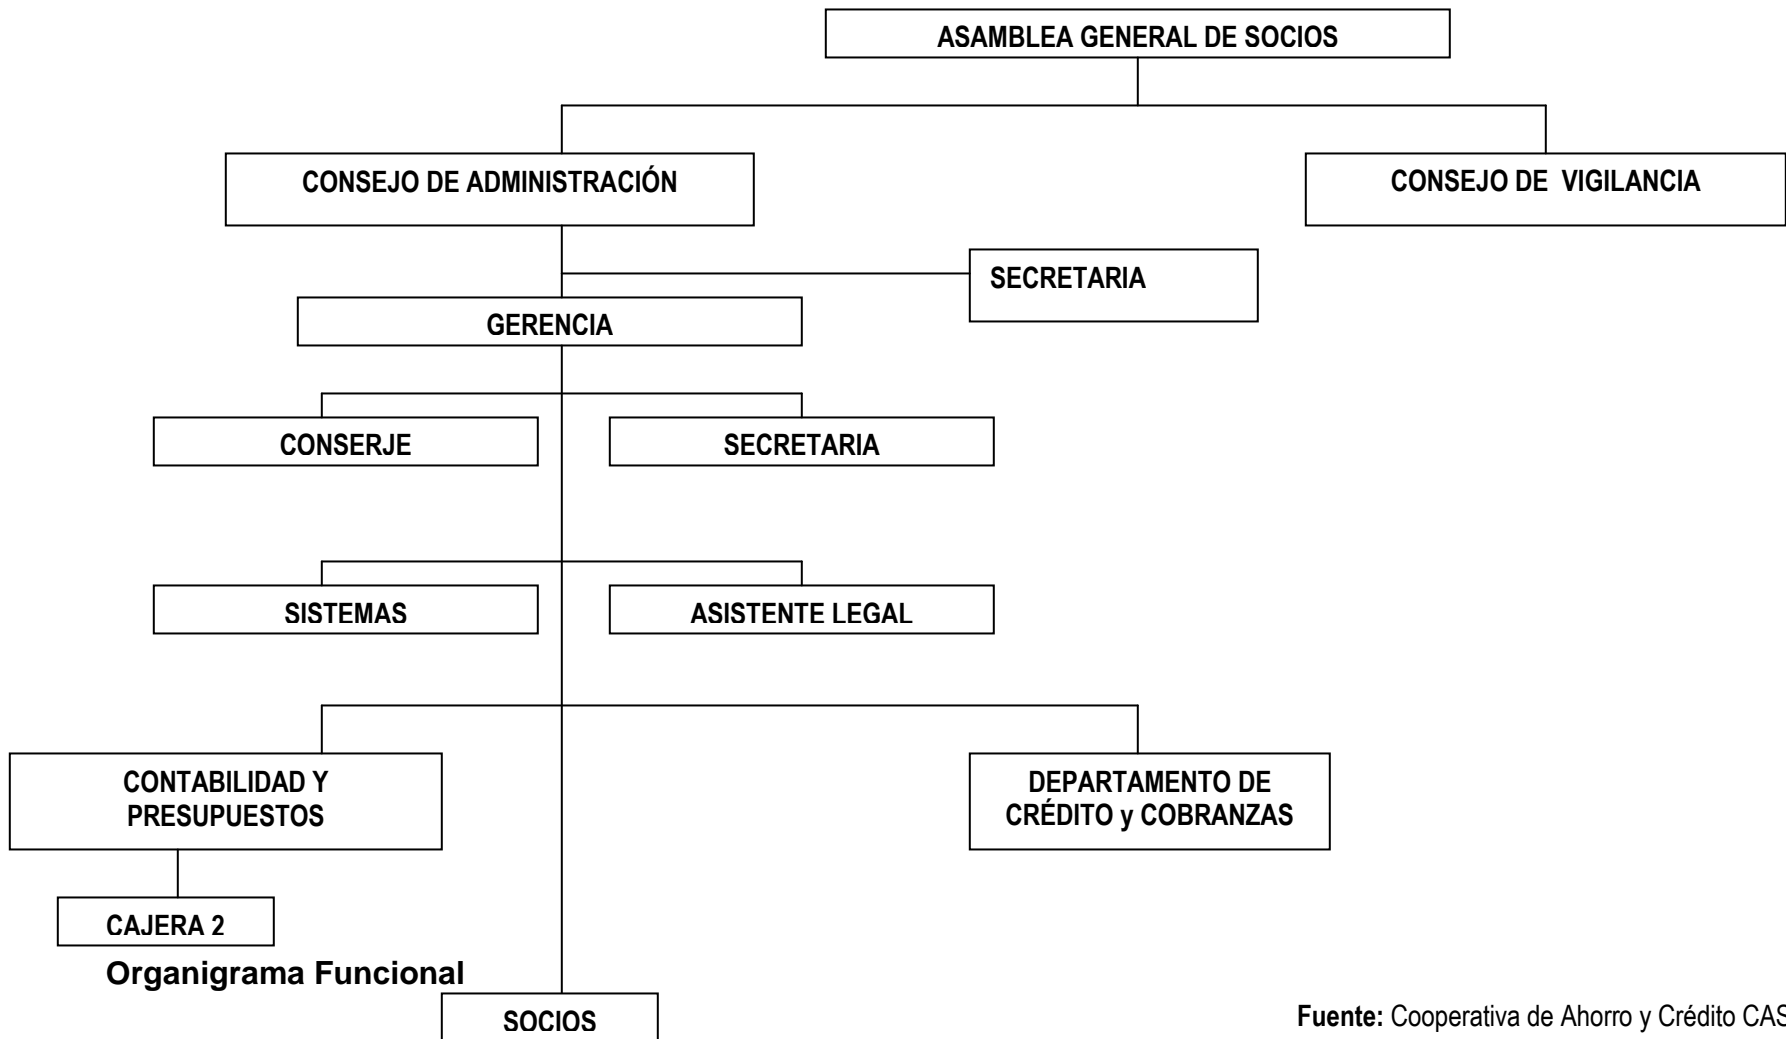 ASAMBLEA GENERAL DE SOCIOS
CONSEJO DE ADMINISTRACIÓN
CONSEJO DE VIGILANCIA
SECRETARIA
GERENCIA
CONSERJE
SECRETARIA
SISTEMAS
ASISTENTE LEGAL
CONTABILIDAD Y
PRESUPUESTOS
DEPARTAMENTO DE
CRÉDITO y COBRANZAS
CAJERA 2
Organigrama Funcional
SOCIOS
Fuente: Cooperativa de Ahorro y Crédito CAS